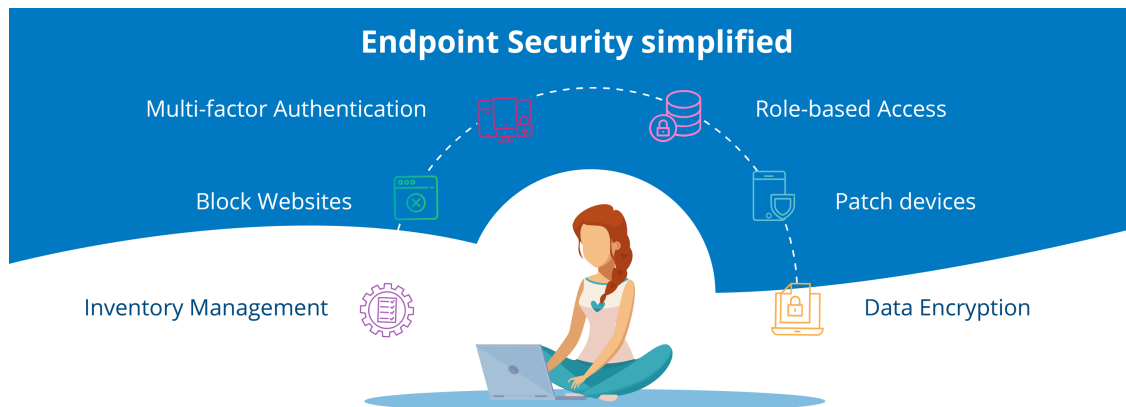 Endpoint Security simplified
Multi-factor Authentication
Role-based Access
Block Websites
Patch devices
Inventory Management
Data Encryption